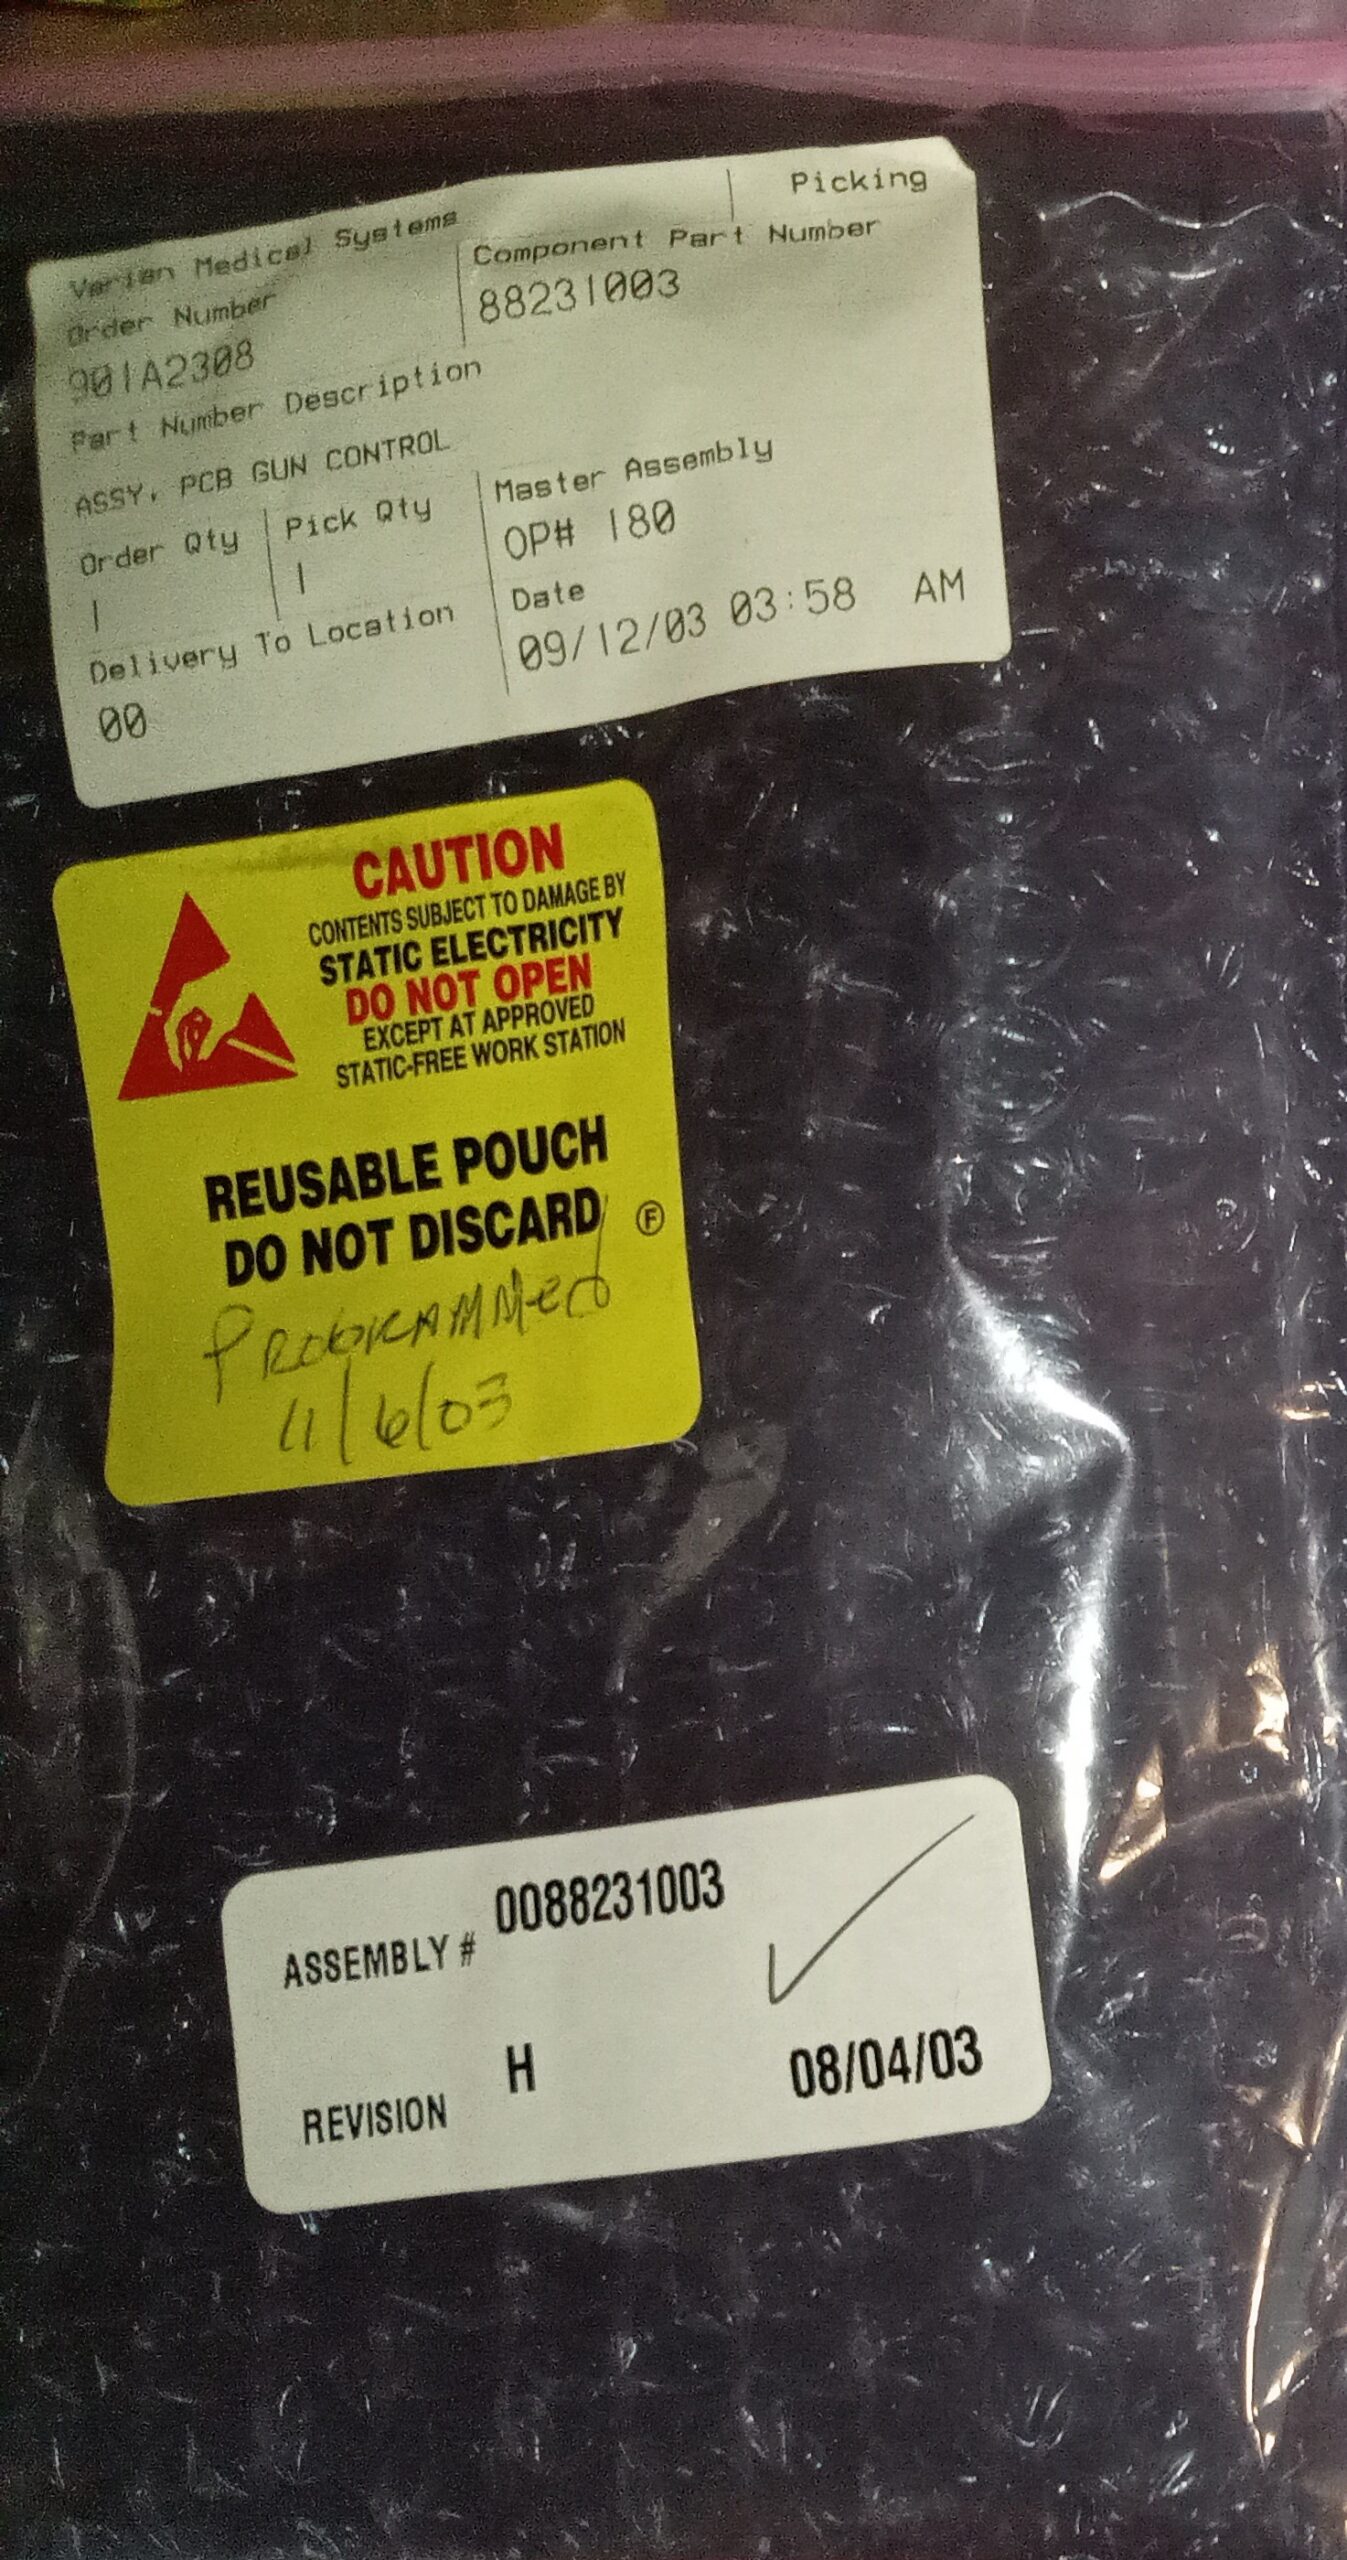 Varian Medical Systems
Picking
Order Number
Component Part Number
901A2308
88231003
Part Number Description
ASSY, PCB GUN CONTROL
Order Qty
Pick Qty
Master Assembly
1
1
OP# 180
Delivery To Location
Date
00
09/12/03 03:58 AM
CAUTION
CONTENTS SUBJECT TO DAMAGE BY
STATIC ELECTRICITY
DO NOT OPEN
EXCEPT AT APPROVED
STATIC-FREE WORK STATION
REUSABLE POUCH
DO NOT DISCARD Ⓕ
PROGRAMMED
11/6/03
ASSEMBLY # 0088231003
REVISION H 08/04/03